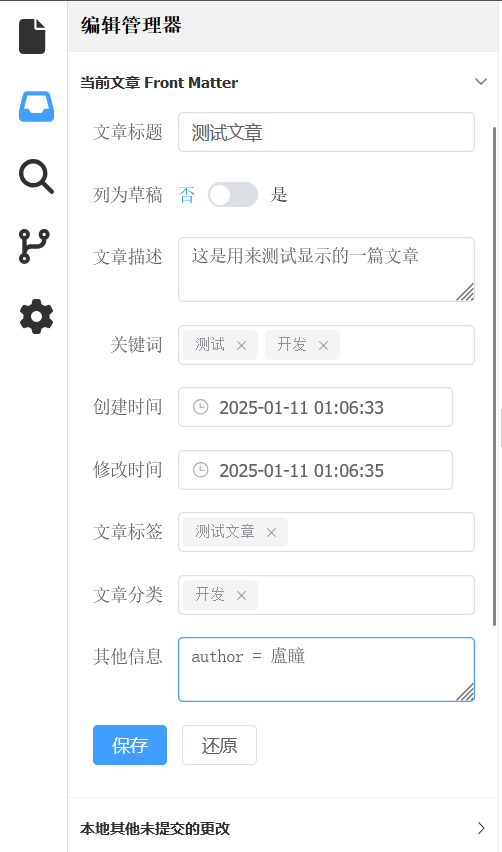 编辑管理器
当前文章 Front Matter
文章标题 测试文章
列为草稿 否 是
文章描述 这是用来测试显示的一篇文章
关键词 测试 开发
创建时间 2025-01-11 01:06:33
修改时间 2025-01-11 01:06:35
文章标签 测试文章
文章分类 开发
其他信息 author = 盧瞳
保存 还原
本地其他未提交的更改